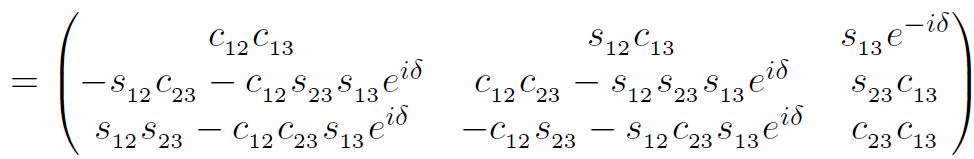 = ( c₁₂c₁₃ s₁₂c₁₃ s₁₃e^{−iδ}
−s₁₂c₂₃ − c₁₂s₂₃s₁₃e^{iδ} c₁₂c₂₃ − s₁₂s₂₃s₁₃e^{iδ} s₂₃c₁₃
s₁₂s₂₃ − c₁₂c₂₃s₁₃e^{iδ} −c₁₂s₂₃ − s₁₂c₂₃s₁₃e^{iδ} c₂₃c₁₃ )